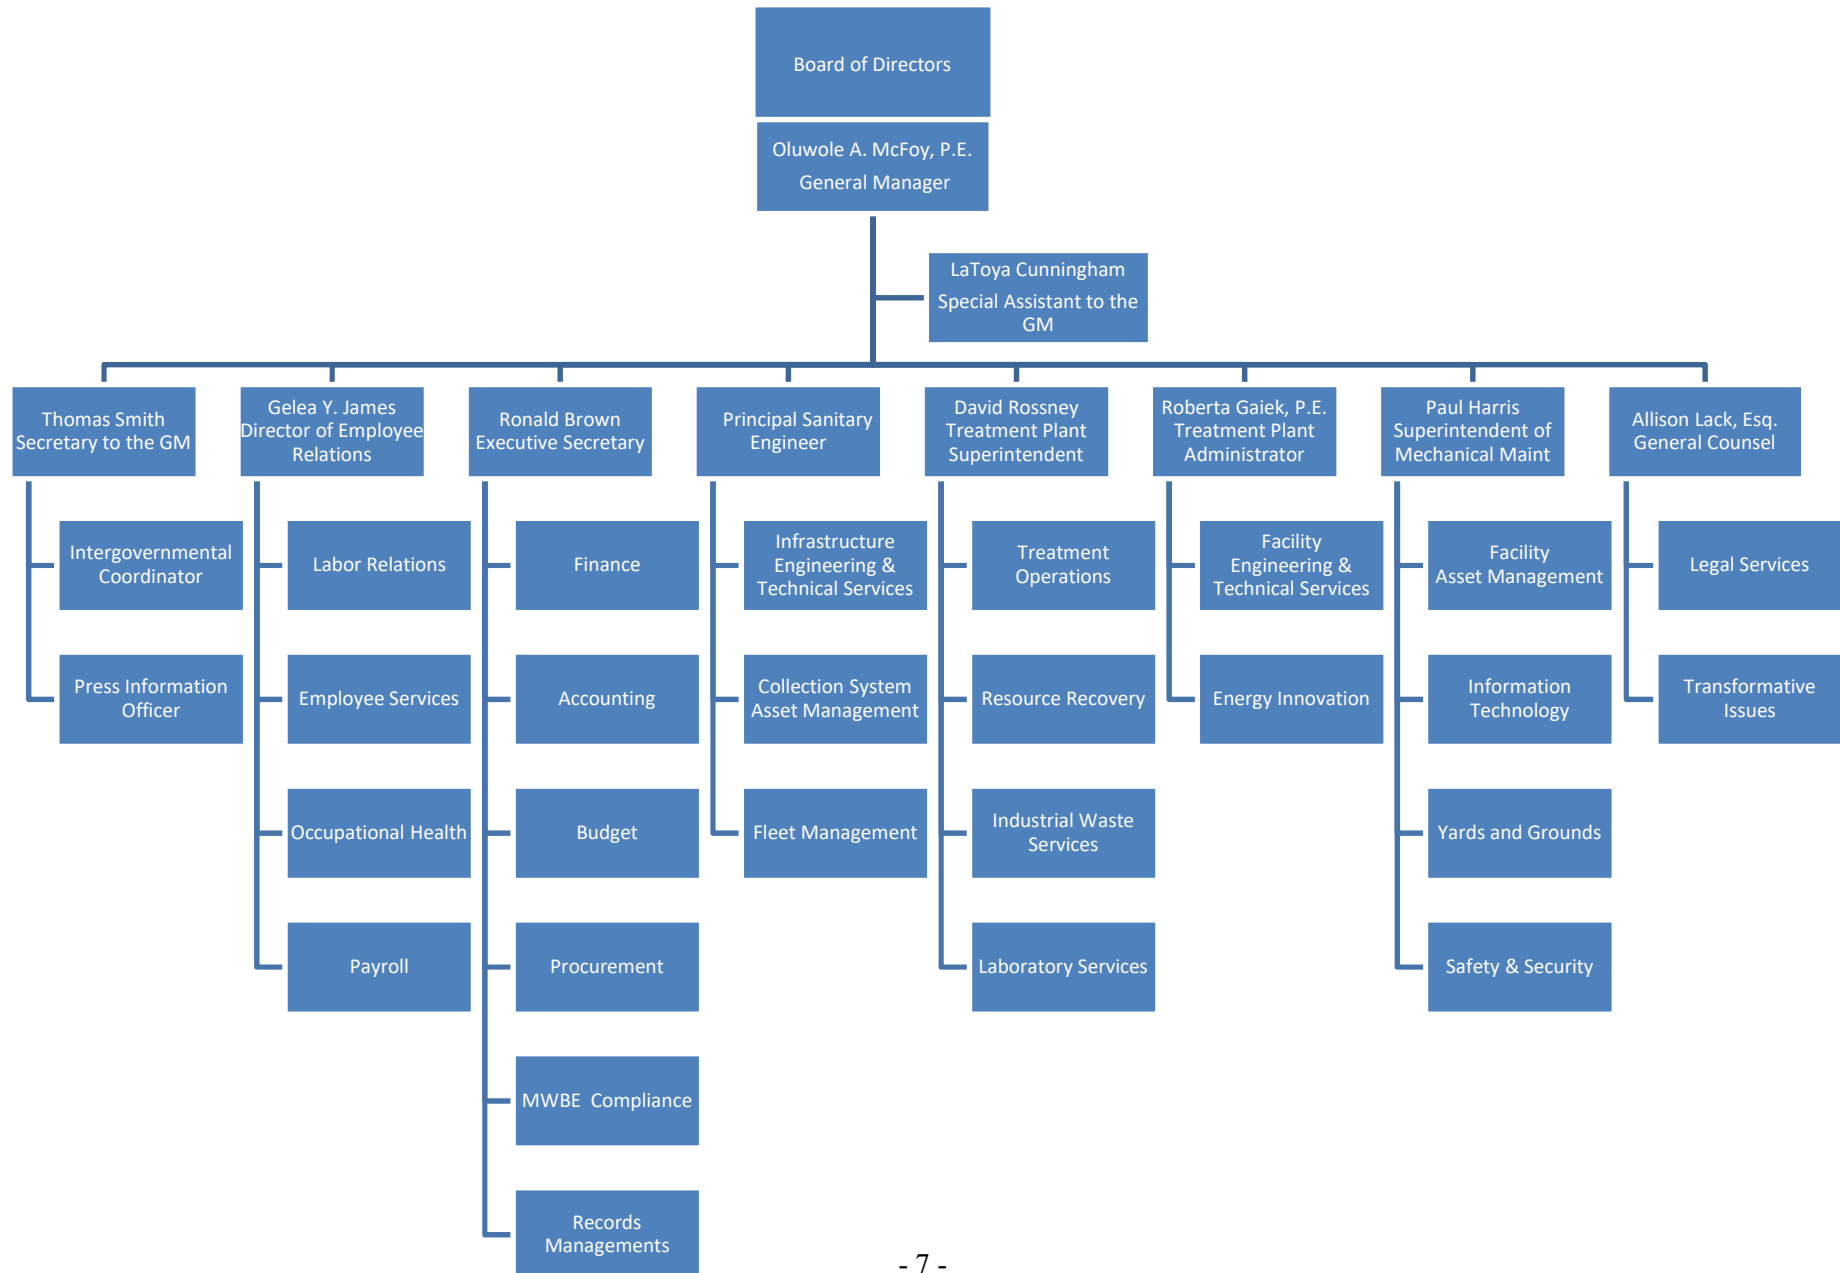 Board of Directors
Oluwole A. McFoy, P.E.
General Manager
LaToya Cunningham
Special Assistant to the
GM
Thomas Smith
Secretary to the GM
Gelea Y. James
Director of Employee
Relations
Ronald Brown
Executive Secretary
Principal Sanitary
Engineer
David Rossney
Treatment Plant
Superintendent
Roberta Gaiek, P.E.
Treatment Plant
Administrator
Paul Harris
Superintendent of
Mechanical Maint
Allison Lack, Esq.
General Counsel
Intergovernmental
Coordinator
Press Information
Officer
Labor Relations
Employee Services
Occupational Health
Payroll
Finance
Accounting
Budget
Procurement
MWBE  Compliance
Records
Managements
Infrastructure
Engineering &
Technical Services
Collection System
Asset Management
Fleet Management
Treatment
Operations
Resource Recovery
Industrial Waste
Services
Laboratory Services
Facility
Engineering &
Technical Services
Energy Innovation
Facility
Asset Management
Information
Technology
Yards and Grounds
Safety & Security
Legal Services
Transformative
Issues
- 7 -